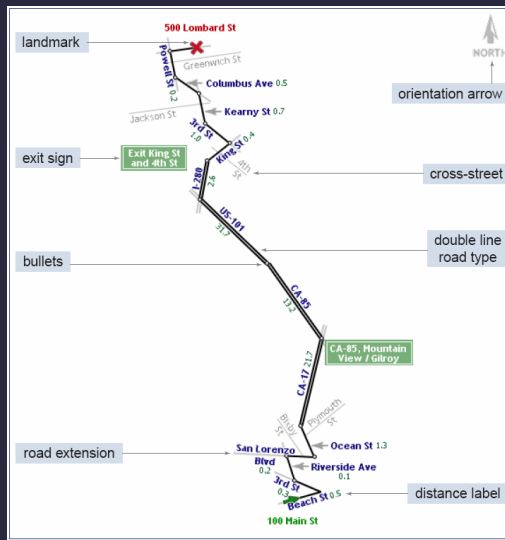 500 Lombard St
landmark
Powell St
0.2
Greenwich St
NORTH
Columbus Ave 0.5
orientation arrow
Jackson St
Kearny St 0.7
3rd St
1.0
King St 0.4
exit sign
Exit King St
and 4th St
4th
St
cross-street
I-280
2.6
US-101
31.7
double line
road type
bullets
CA-85
13.2
CA-85, Mountain
View / Gilroy
CA-17
21.7
Bixby
St
Plymouth
St
road extension
San Lorenzo
Blvd
0.2
Ocean St 1.3
Riverside Ave
0.1
3rd St
0.3
Beach St 0.5
distance label
100 Main St